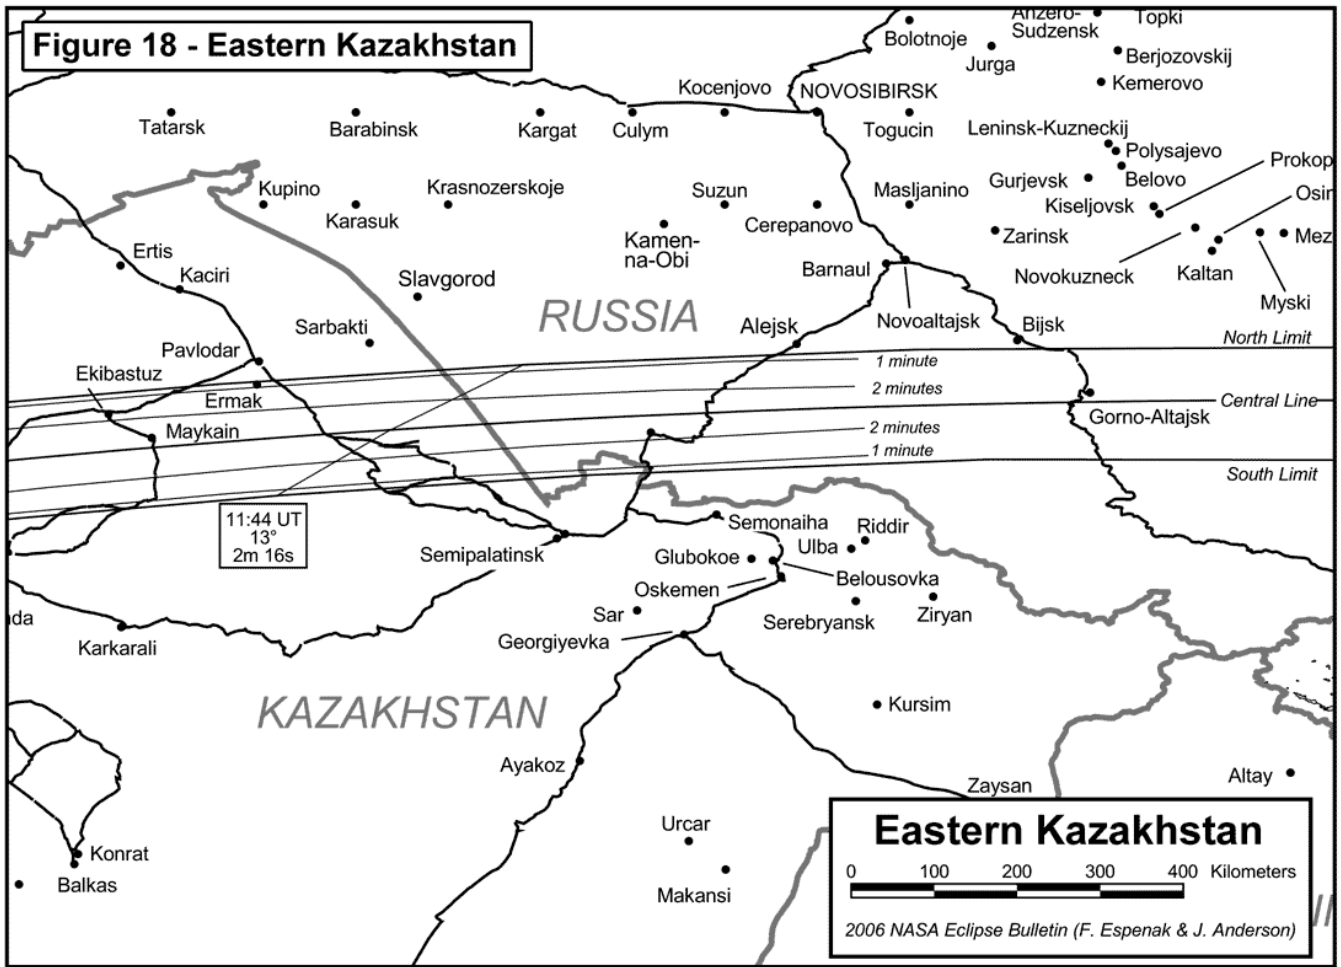 Figure 18 - Eastern Kazakhstan
Anzero-
Sudzensk
Topki
Bolotnoje
Jurga
Berjozovskij
Kemerovo
Kocenjovo
NOVOSIBIRSK
Tatarsk
Barabinsk
Kargat
Culym
Togucin
Leninsk-Kuzneckij
Polysajevo
Prokop
Belovo
Gurjevsk
Kupino
Krasnozerskoje
Suzun
Masljanino
Osin
Karasuk
Kiseljovsk
Cerepanovo
Kamen-
na-Obi
Zarinsk
Mez
Ertis
Kaciri
Barnaul
Novokuzneck
Kaltan
Slavgorod
Myski
RUSSIA
Novoaltajsk
Sarbakti
Alejsk
Bijsk
North Limit
Pavlodar
1 minute
Ekibastuz
2 minutes
Ermak
Central Line
Gorno-Altajsk
Maykain
2 minutes
1 minute
South Limit
11:44 UT
13°
2m 16s
Semonaiha
Riddir
Ulba
Semipalatinsk
Glubokoe
Belousovka
Oskemen
Sar
Serebryansk
Ziryan
nda
Karkarali
Georgiyevka
KAZAKHSTAN
Kursim
Ayakoz
Zaysan
Altay
Urcar
Konrat
Balkas
Makansi
Eastern Kazakhstan
0 100 200 300 400 Kilometers
2006 NASA Eclipse Bulletin (F. Espenak & J. Anderson)